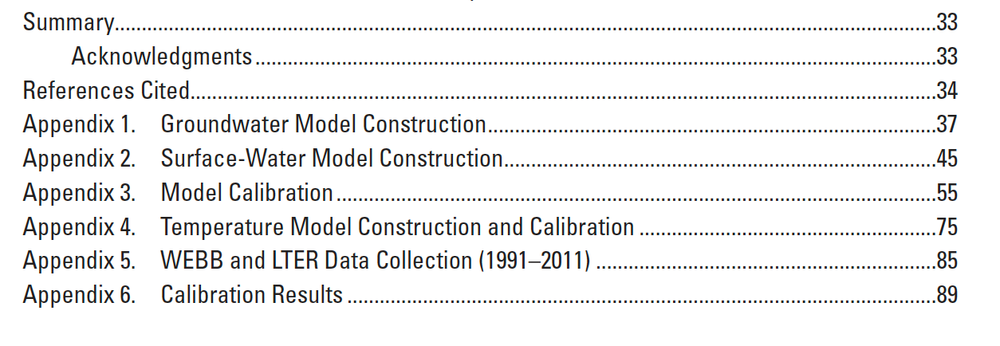 Summary....................33
Acknowledgments....................33
References Cited....................34
Appendix 1. Groundwater Model Construction....................37
Appendix 2. Surface-Water Model Construction....................45
Appendix 3. Model Calibration....................55
Appendix 4. Temperature Model Construction and Calibration....................75
Appendix 5. WEBB and LTER Data Collection (1991–2011)....................85
Appendix 6. Calibration Results....................89